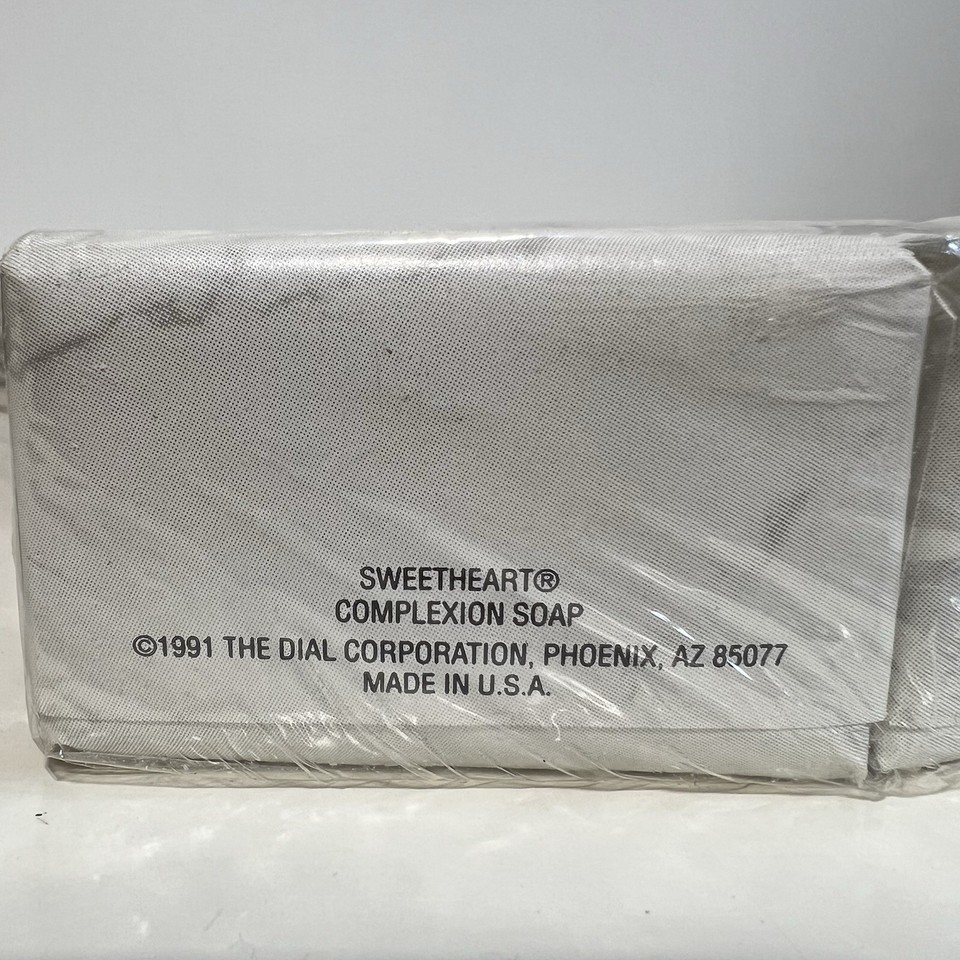 SWEETHEART®
COMPLEXION SOAP
©1991 THE DIAL CORPORATION, PHOENIX, AZ 85077
MADE IN U.S.A.